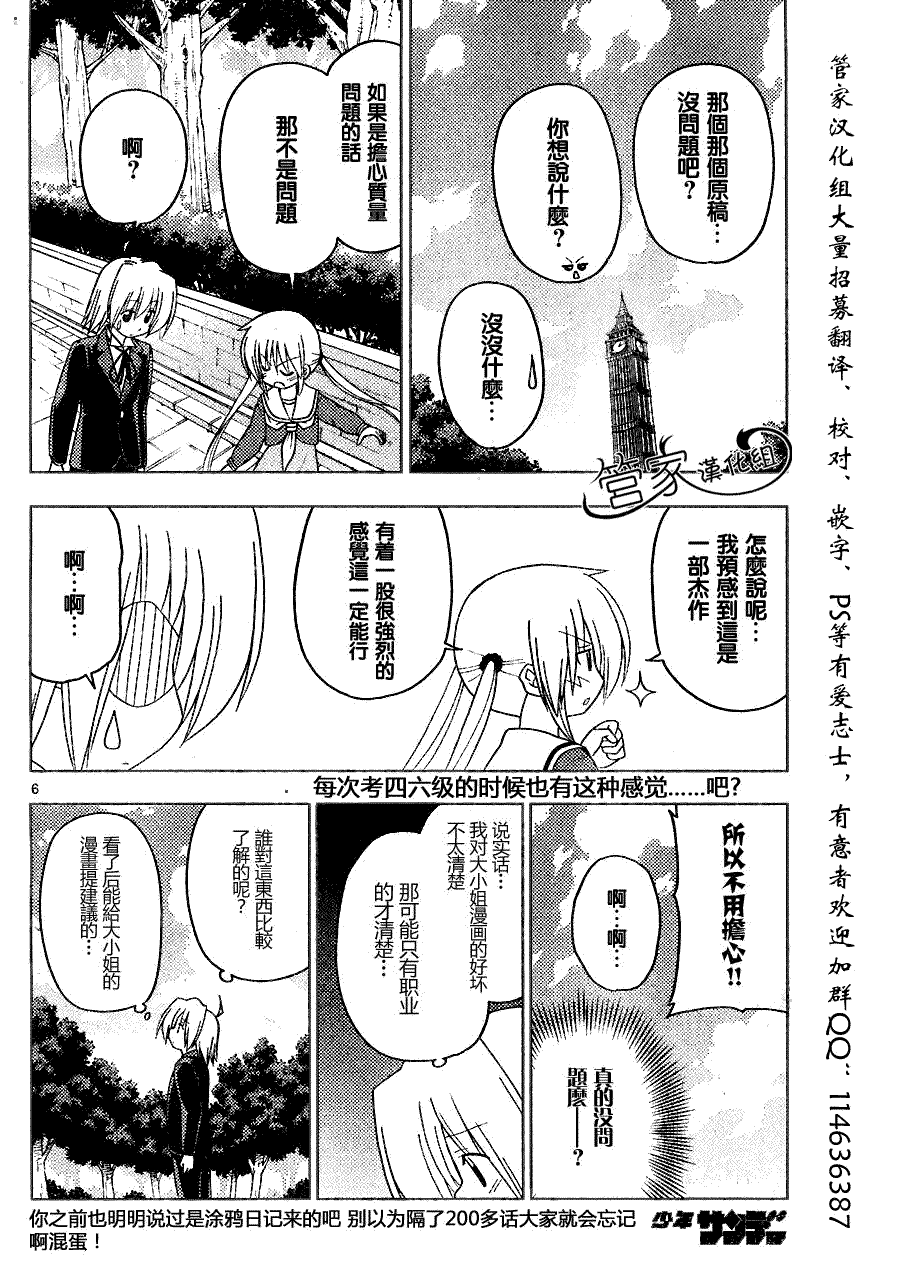 那個那個原稿…
沒問題吧？
你想說什麼？
沒沒什麼…
如果是擔心質量
問題的話
那不是問題
啊？
管家
漢化組
怎麼說呢…
我預感到這是
一部杰作
有着一股很強烈的
感覺這一定能行
啊…啊…
6
每次考四六级的时候也有这种感觉......吧?
所以不用擔心!!
啊…啊…
真的没問
題麼——?
说实话…
我对大小姐漫画的好坏
不太清楚
那可能只有职业
的才清楚…
誰對這東西比較
了解的呢?
看了后能給大小姐的
漫畫提建議的…
你之前也明明说过是涂鸦日记来的吧 别以为隔了200多话大家就会忘记
啊混蛋！
少年サンデー
管家汉化组大量招募翻译、校对、嵌字、PS等有爱志士，有意者欢迎加群QQ：114636387